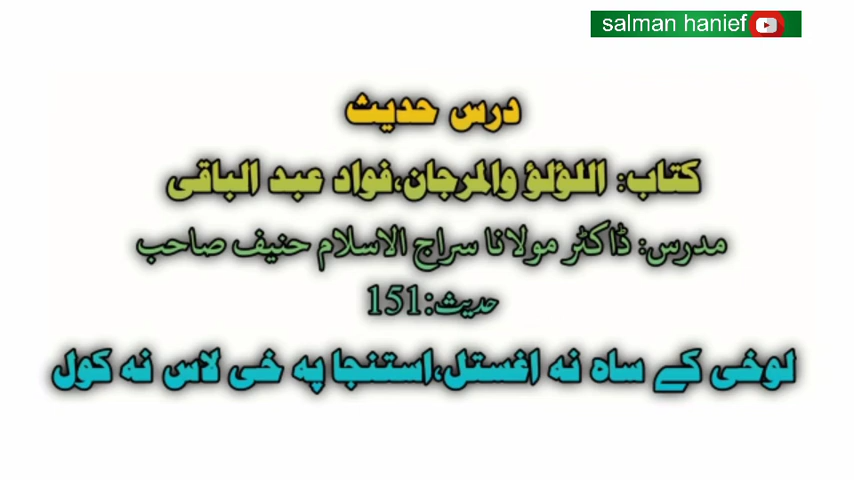 salman hanief
درس حدیث
کتاب: اللؤلؤ والمرجان،فواد عبد الباقی
مدرس: ڈاکٹر مولانا سراج الاسلام حنیف صاحب
حدیث:151
لوخی کے ساہ نہ اغستل،استنجا پہ خی لاس نہ کول